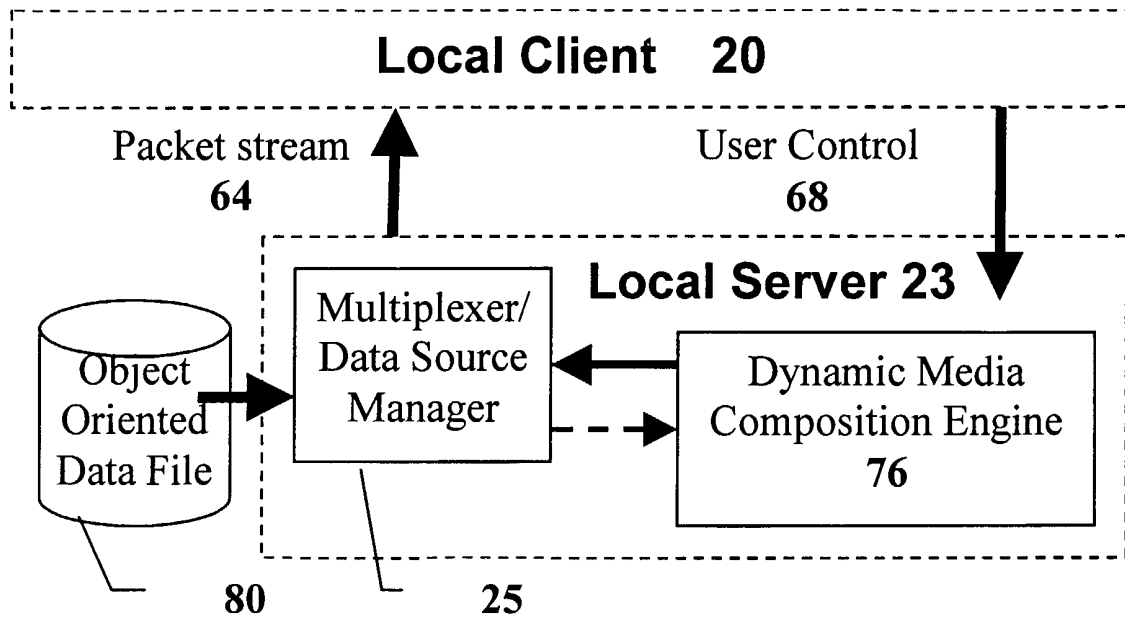 Local Client 20
Packet stream
64
User Control
68
Local Server 23
Multiplexer/
Data Source
Manager
Object
Oriented
Data File
Dynamic Media
Composition Engine
76
80
25